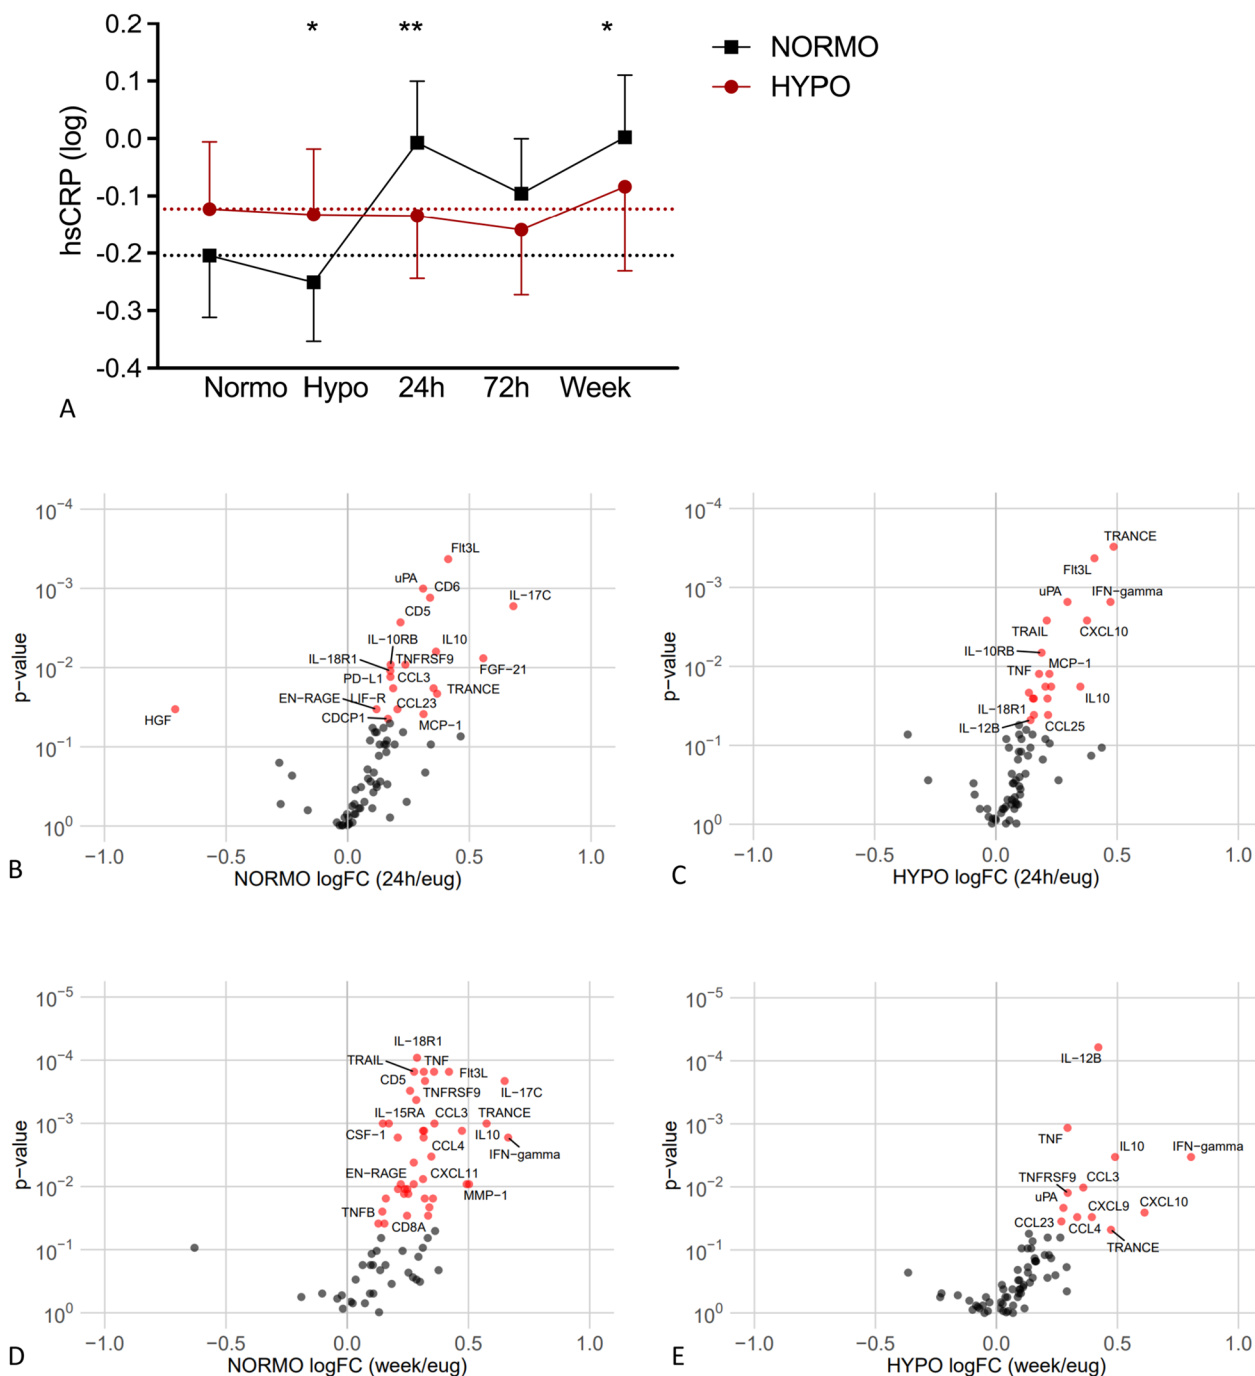 0.2
0.1
0.0
-0.1
-0.2
-0.3
-0.4
hsCRP (log)
* ** *
NORMO
HYPO
Normo Hypo 24h 72h Week
A
10−4
10−3
10−2
10−1
100
p−value
Flt3L
uPA CD6
IL−17C
CD5
IL−10RB IL10
IL−18R1 TNFRSF9
FGF−21
PD−L1 CCL3
TRANCE
EN−RAGE LIF−R
CCL23
CDCP1 MCP−1
HGF
−1.0 −0.5 0.0 0.5 1.0
NORMO logFC (24h/eug)
B
10−4
10−3
10−2
10−1
100
p−value
TRANCE
Flt3L
uPA IFN−gamma
TRAIL CXCL10
IL−10RB
MCP−1
TNF
IL10
IL−18R1
IL−12B CCL25
−1.0 −0.5 0.0 0.5 1.0
HYPO logFC (24h/eug)
C
10−5
10−4
10−3
10−2
10−1
100
p−value
IL−18R1
TRAIL TNF
Flt3L
CD5
TNFRSF9 IL−17C
IL−15RA CCL3 TRANCE
CSF−1 IL10
CCL4
IFN−gamma
EN−RAGE CXCL11
MMP−1
TNFB
CD8A
−1.0 −0.5 0.0 0.5 1.0
NORMO logFC (week/eug)
D
10−5
10−4
10−3
10−2
10−1
100
p−value
IL−12B
TNF
IL10 IFN−gamma
TNFRSF9 CCL3
uPA
CXCL9 CXCL10
CCL23 CCL4
TRANCE
−1.0 −0.5 0.0 0.5 1.0
HYPO logFC (week/eug)
E